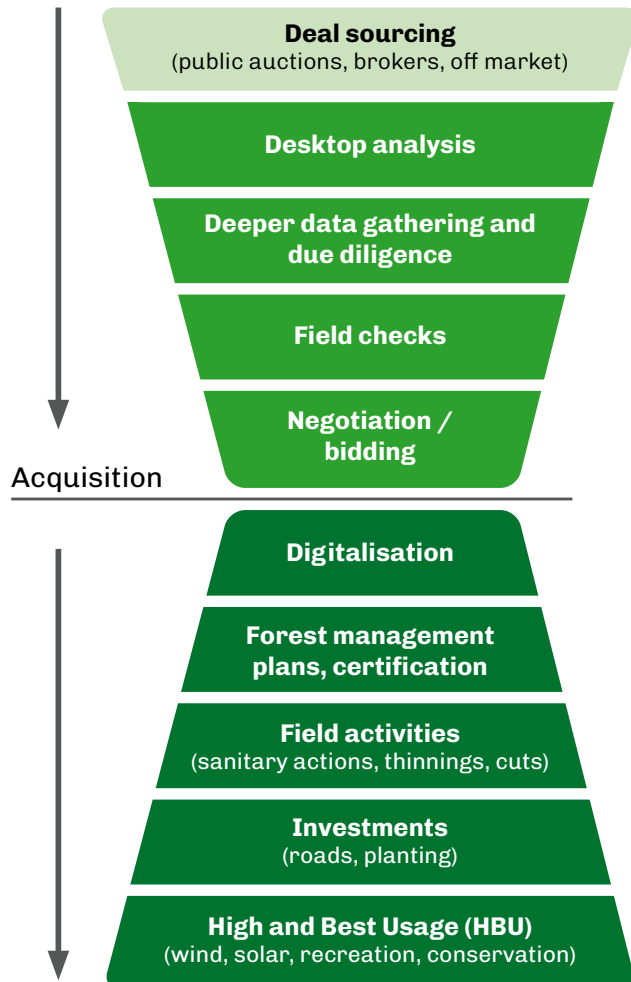 Deal sourcing
(public auctions, brokers, off market)
Desktop analysis
Deeper data gathering and
due diligence
Field checks
Negotiation /
bidding
Acquisition
Digitalisation
Forest management
plans, certification
Field activities
(sanitary actions, thinnings, cuts)
Investments
(roads, planting)
High and Best Usage (HBU)
(wind, solar, recreation, conservation)